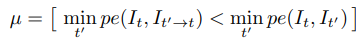 μ = [ min_{t'} pe(I_t, I_{t'→t}) < min_{t'} pe(I_t, I_{t'}) ]